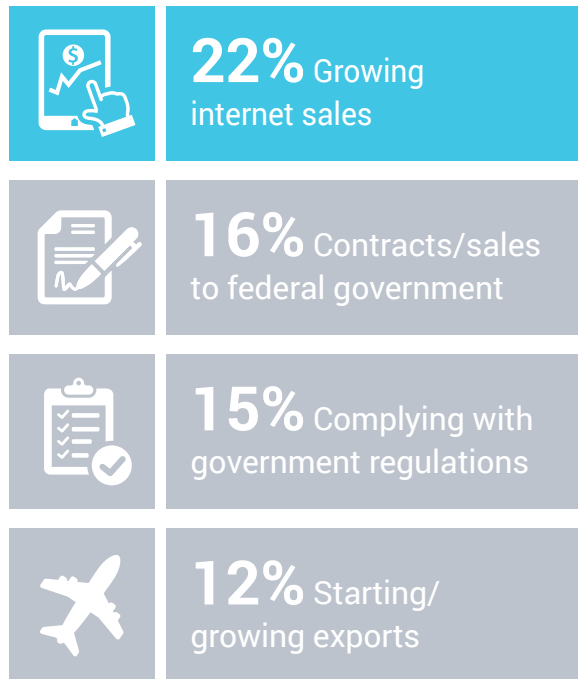 22% Growing
internet sales
16% Contracts/sales
to federal government
15% Complying with
government regulations
12% Starting/
growing exports